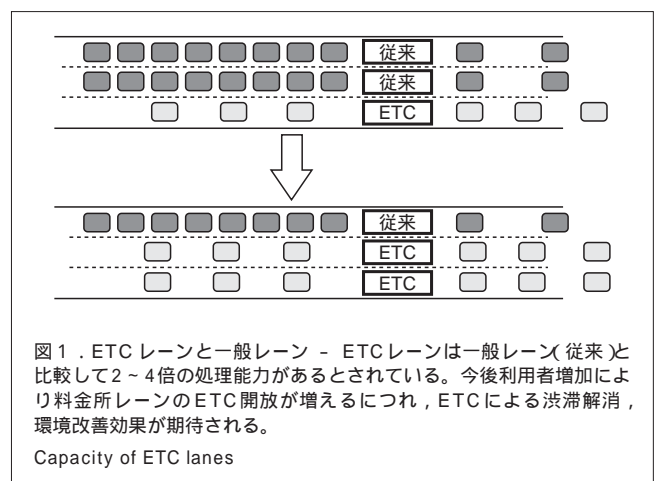 従来
従来
ETC
従来
ETC
ETC
図1．ETCレーンと一般レーン － ETCレーンは一般レーン(従来)と
比較して2～4倍の処理能力があるとされている。今後利用者増加によ
り料金所レーンのETC開放が増えるにつれ，ETCによる渋滞解消，
環境改善効果が期待される。
Capacity of ETC lanes